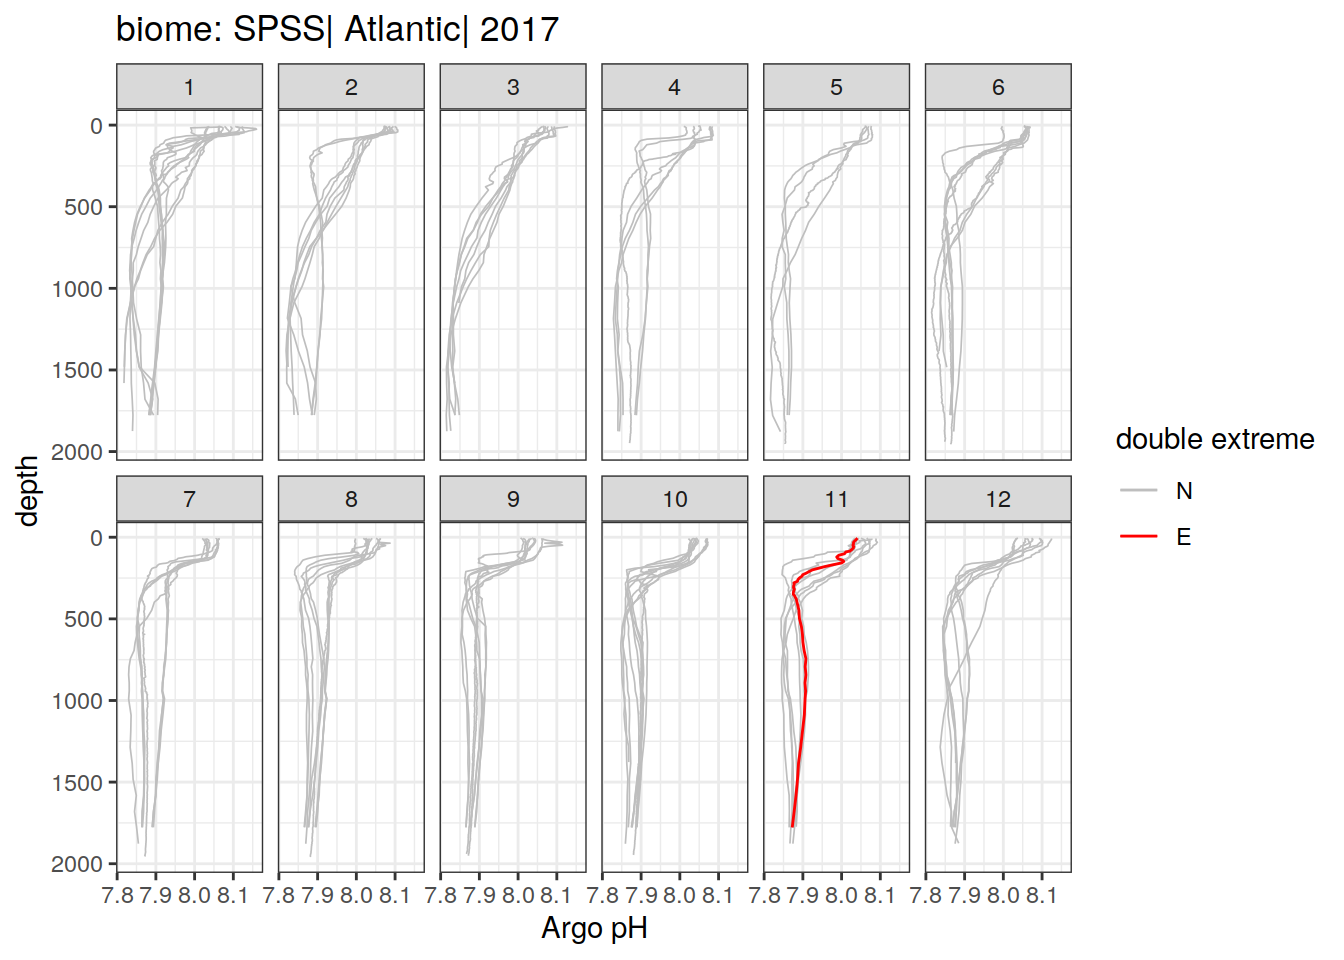 biome: SPSS| Atlantic| 2017
1 2 3 4 5 6
0
500
1000
1500
2000
depth
7 8 9 10 11 12
0
500
1000
1500
2000
7.8 7.9 8.0 8.1 7.8 7.9 8.0 8.1 7.8 7.9 8.0 8.1 7.8 7.9 8.0 8.1 7.8 7.9 8.0 8.1 7.8 7.9 8.0 8.1
Argo pH
double extreme
N
E